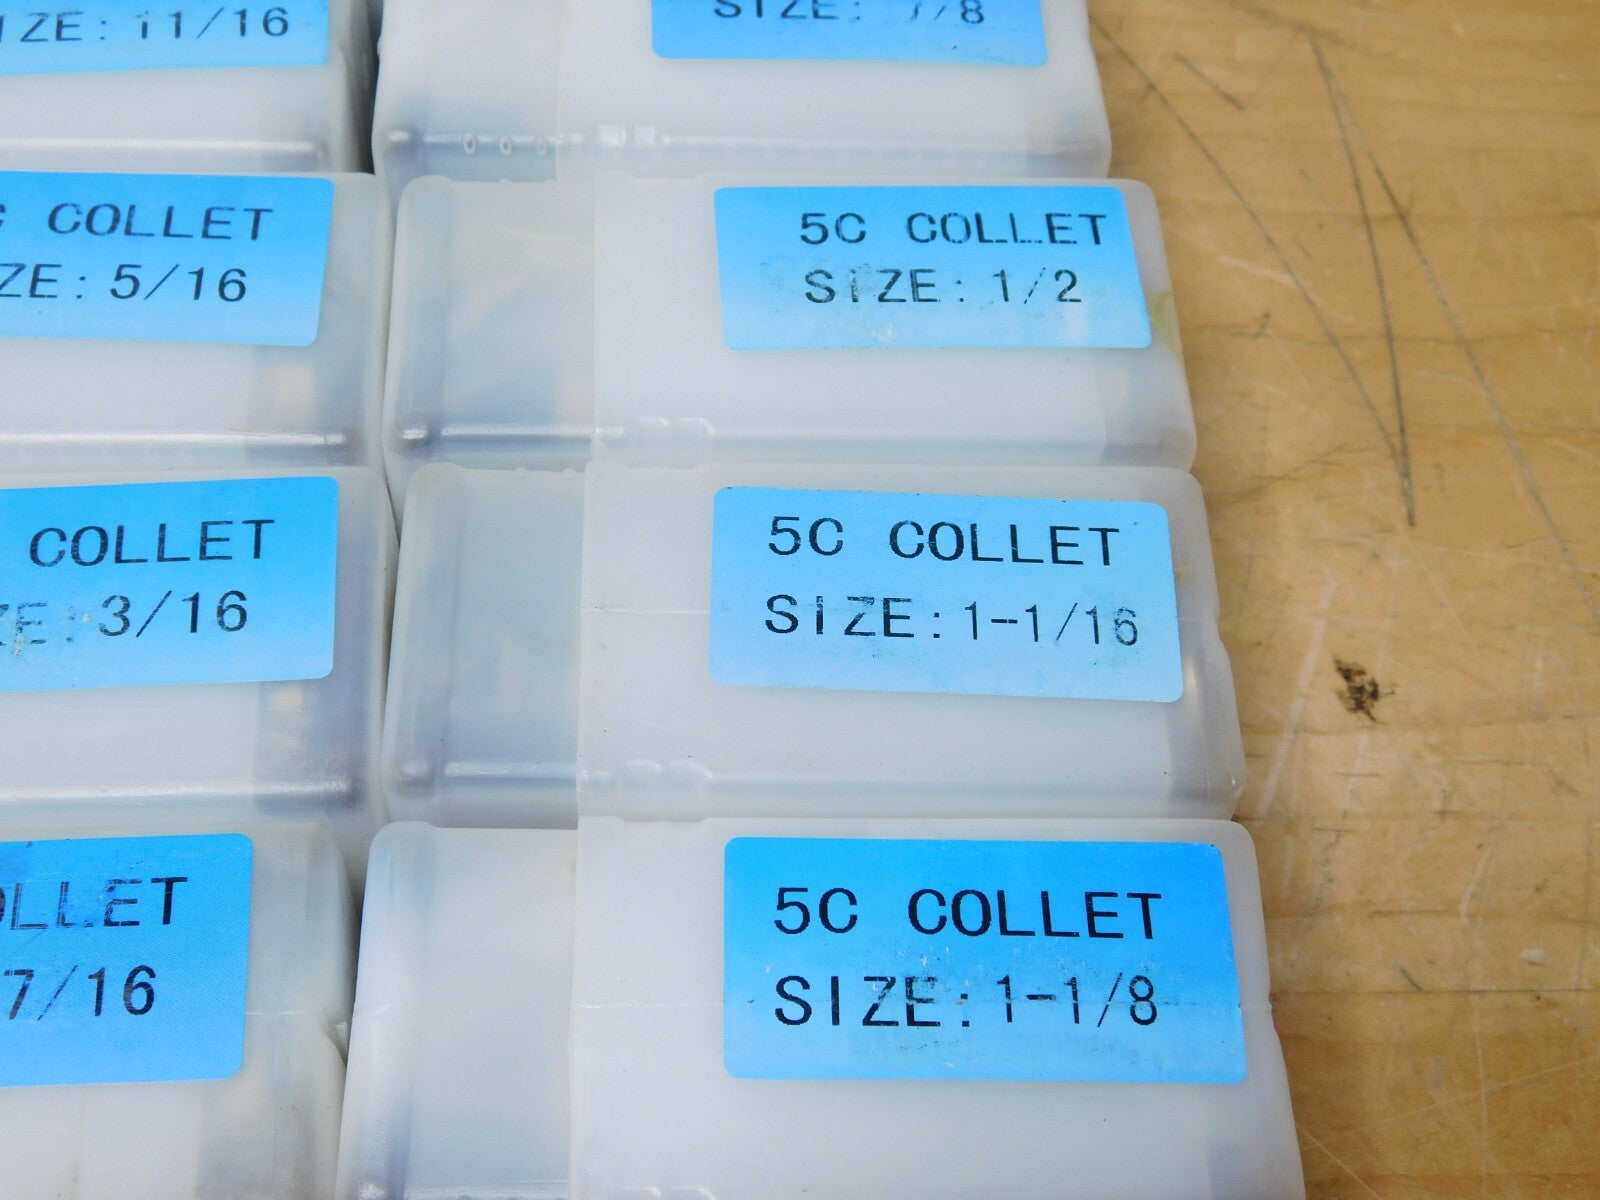 SIZE: 11/16
SIZE: 7/8
C COLLET
ZE: 5/16
5C COLLET
SIZE: 1/2
COLLET
ZE: 3/16
5C COLLET
SIZE: 1-1/16
OLLET
7/16
5C COLLET
SIZE: 1-1/8